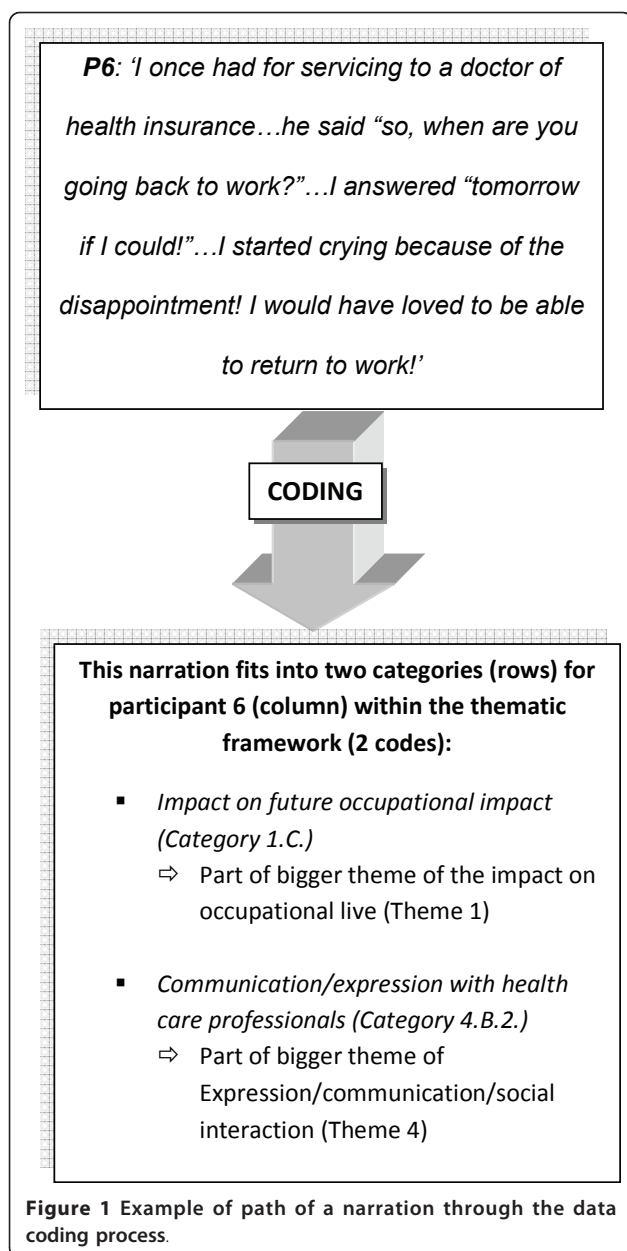 P6: ‘I once had for servicing to a doctor of
health insurance…he said “so, when are you
going back to work?”…I answered “tomorrow
if I could!”…I started crying because of the
disappointment! I would have loved to be able
to return to work!’
CODING
This narration fits into two categories (rows) for
participant 6 (column) within the thematic
framework (2 codes):
▪ Impact on future occupational impact
(Category 1.C.)
⇨ Part of bigger theme of the impact on
occupational live (Theme 1)
▪ Communication/expression with health
care professionals (Category 4.B.2.)
⇨ Part of bigger theme of
Expression/communication/social
interaction (Theme 4)
Figure 1 Example of path of a narration through the data
coding process.